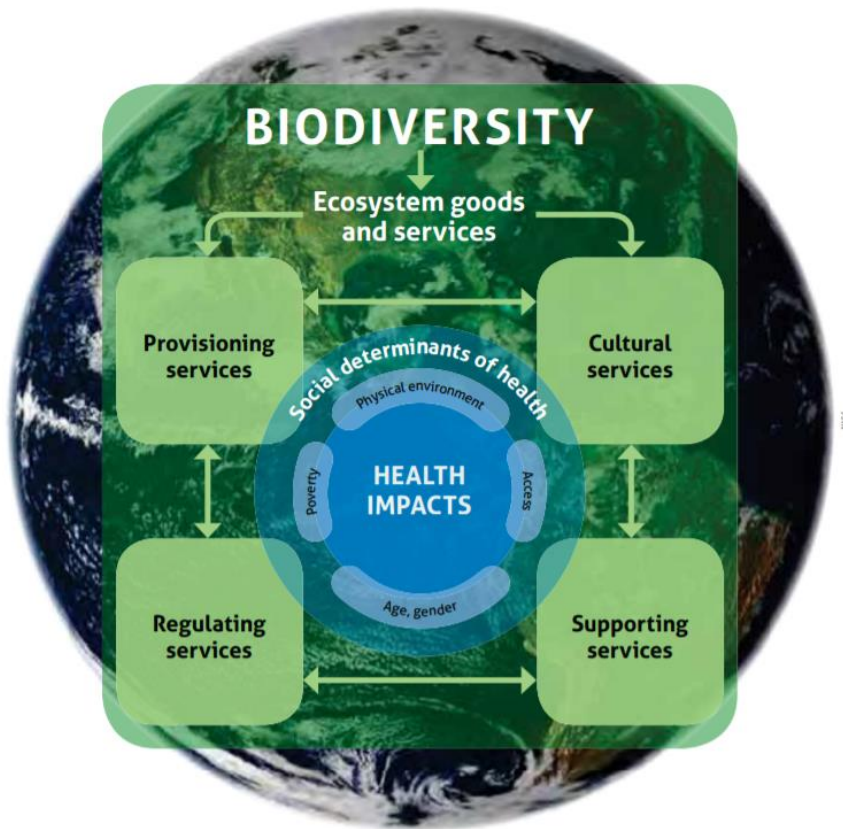 BIODIVERSITY
Ecosystem goods
and services
Provisioning
services
Cultural
services
Social determinants of health
Physical environment
Poverty
HEALTH
IMPACTS
Access
Age, gender
Regulating
services
Supporting
services